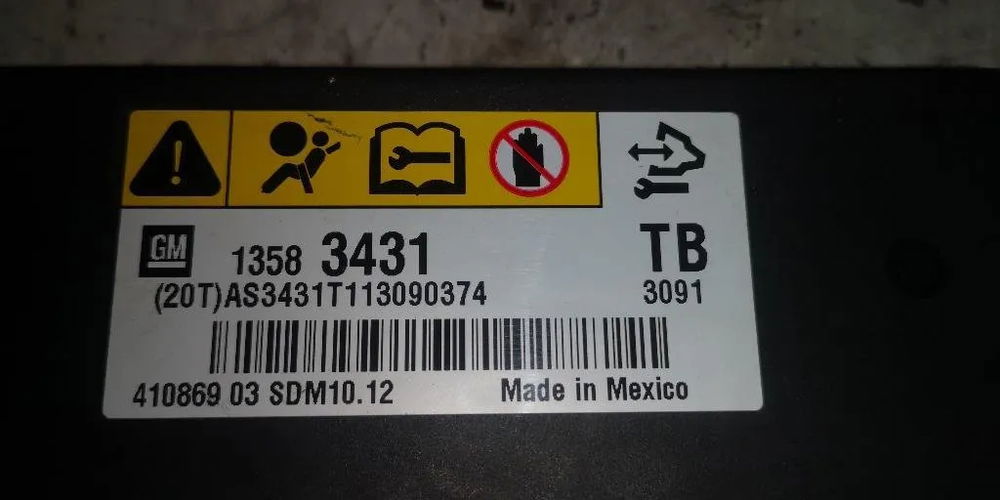 GM 1358 3431 TB
(20T)AS3431T113090374 3091
410869 03 SDM10.12 Made in Mexico